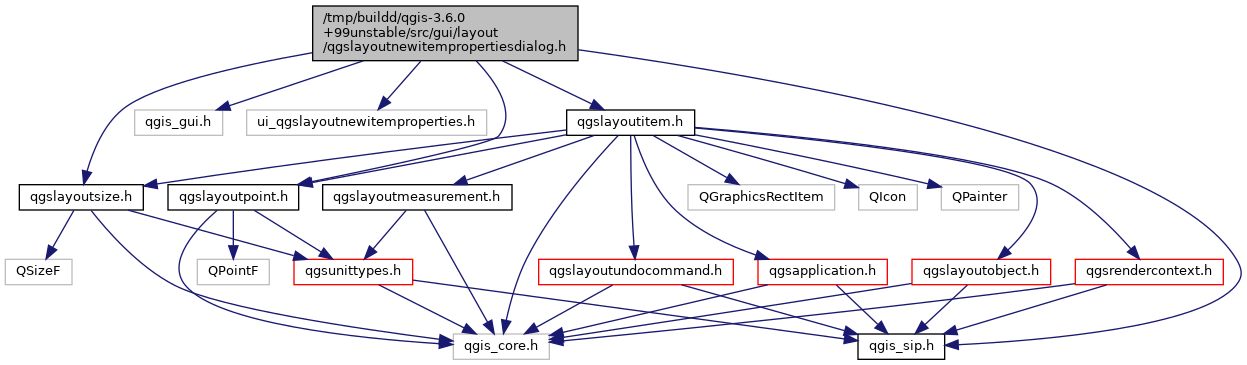 /tmp/buildd/qgis-3.6.0
+99unstable/src/gui/layout
/qgslayoutnewitempropertiesdialog.h
qgis_gui.h
ui_qgslayoutnewitemproperties.h
qgslayoutitem.h
qgslayoutsize.h
qgslayoutpoint.h
qgslayoutmeasurement.h
QGraphicsRectItem
QIcon
QPainter
QSizeF
QPointF
qgsunittypes.h
qgslayoutundocommand.h
qgsapplication.h
qgslayoutobject.h
qgsrendercontext.h
qgis_core.h
qgis_sip.h